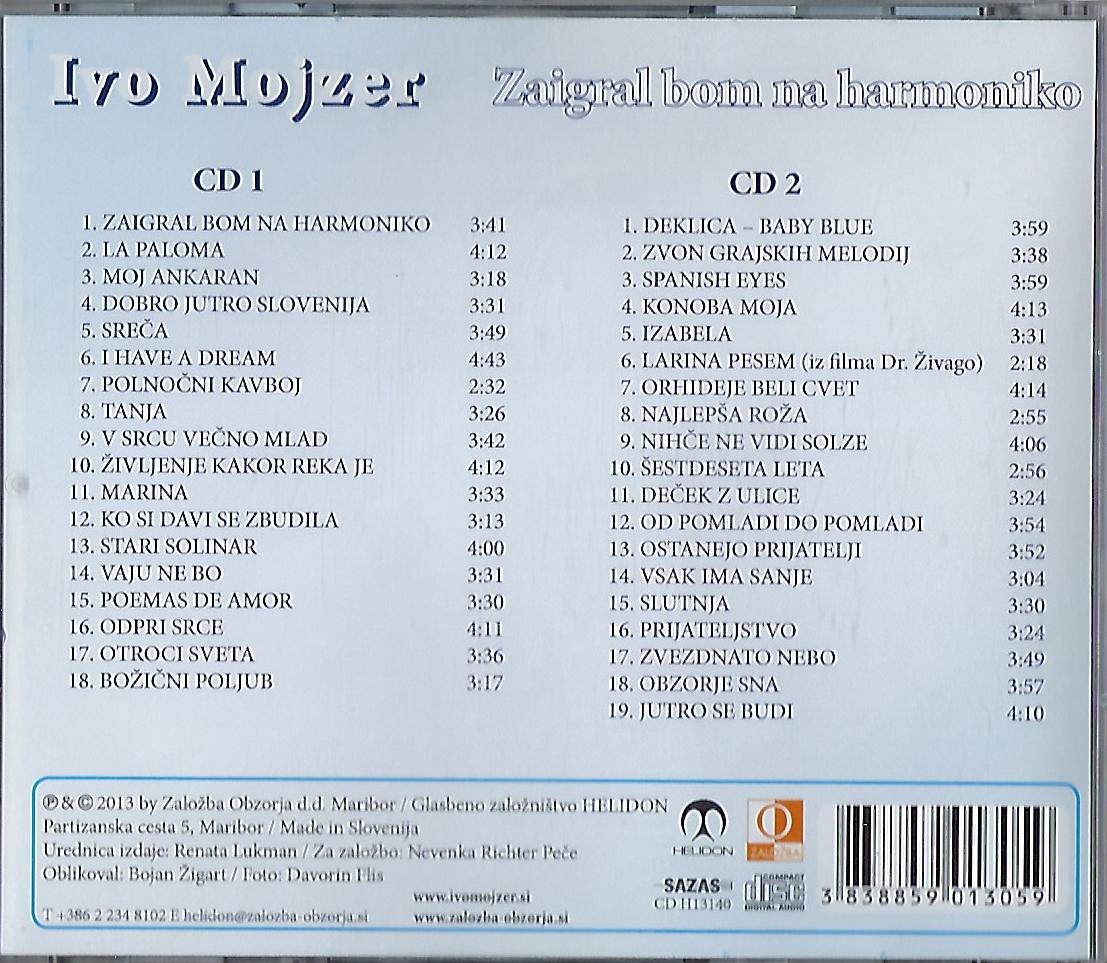 Ivo Mojzer Zaigral bom na harmoniko
CD 1
1. ZAIGRAL BOM NA HARMONIKO 3:41
2. LA PALOMA 4:12
3. MOJ ANKARAN 3:18
4. DOBRO JUTRO SLOVENIJA 3:31
5. SREČA 3:49
6. I HAVE A DREAM 4:43
7. POLNOČNI KAVBOJ 2:32
8. TANJA 3:26
9. V SRCU VEČNO MLAD 3:42
10. ŽIVLJENJE KAKOR REKA JE 4:12
11. MARINA 3:33
12. KO SI DAVI SE ZBUDILA 3:13
13. STARI SOLINAR 4:00
14. VAJU NE BO 3:31
15. POEMAS DE AMOR 3:30
16. ODPRI SRCE 4:11
17. OTROCI SVETA 3:36
18. BOŽIČNI POLJUB 3:17
CD 2
1. DEKLICA – BABY BLUE 3:59
2. ZVON GRAJSKIH MELODIJ 3:38
3. SPANISH EYES 3:59
4. KONOBA MOJA 4:13
5. IZABELA 3:31
6. LARINA PESEM (iz filma Dr. Živago) 2:18
7. ORHIDEJE BELI CVET 4:14
8. NAJLEPŠA ROŽA 2:55
9. NIHČE NE VIDI SOLZE 4:06
10. ŠESTDESETA LETA 2:56
11. DEČEK Z ULICE 3:24
12. OD POMLADI DO POMLADI 3:54
13. OSTANEJO PRIJATELJI 3:52
14. VSAK IMA SANJE 3:04
15. SLUTNJA 3:30
16. PRIJATELJSTVO 3:24
17. ZVEZDNATO NEBO 3:49
18. OBZORJE SNA 3:57
19. JUTRO SE BUDI 4:10
℗ & © 2013 by Založba Obzorja d.d. Maribor / Glasbeno založništvo HELIDON
Partizanska cesta 5, Maribor / Made in Slovenija
Urednica izdaje: Renata Lukman / Za založbo: Nevenka Richter Peče
Oblikoval: Bojan Žigart / Foto: Davorin Flis
www.ivomojzer.si
T +386 2 234 8102 E helidon@zalozba-obzorja.si www.zalozba-obzorja.si
HELIDON
ZALOŽBA
SAZAS
CD H13140
COMPACT
disc
DIGITAL AUDIO
3 838859 013059